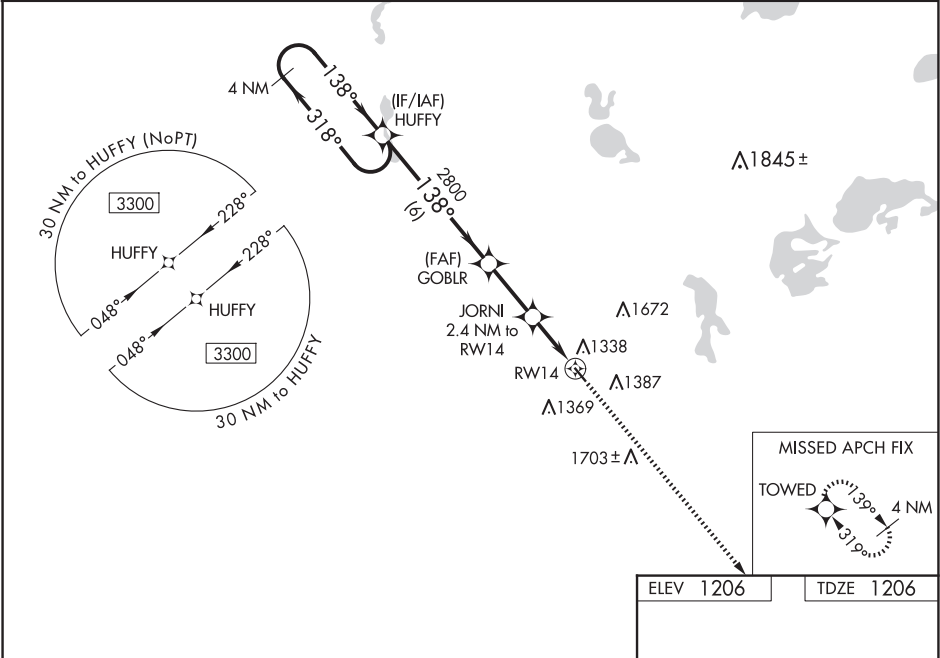 4 NM
138°
318°
(IF/IAF)
HUFFY
30 NM to HUFFY (NoPT)
3300
228°
HUFFY
048°
228°
HUFFY
048°
3300
30 NM to HUFFY
2800
138°
(6)
(FAF)
GOBLR
JORNI
2.4 NM to
RW14
RW14
1845±
1672
1338
1387
1369
1703±
MISSED APCH FIX
TOWED
139°
4 NM
319°
ELEV 1206
TDZE 1206